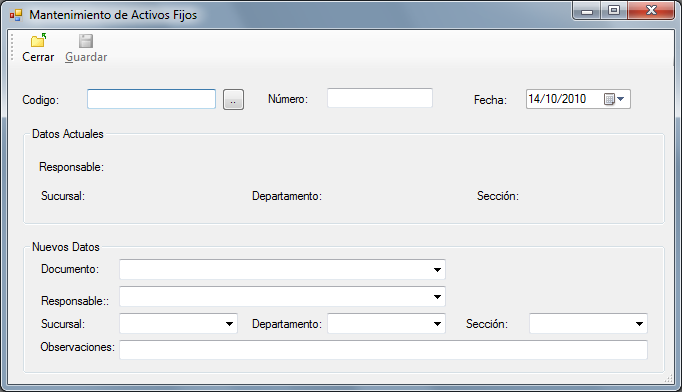 Mantenimiento de Activos Fijos
Cerrar Guardar
Codigo: .. Número: Fecha: 14/10/2010
Datos Actuales
Responsable:
Sucursal: Departamento: Sección:
Nuevos Datos
Documento:
Responsable::
Sucursal: Departamento: Sección:
Observaciones: